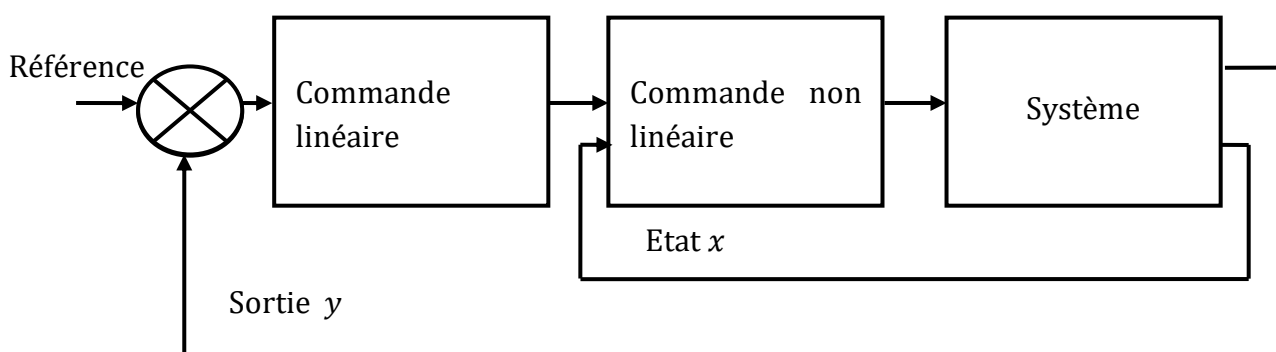 Référence
Commande
linéaire
Commande non
linéaire
Système
Etat x
Sortie y